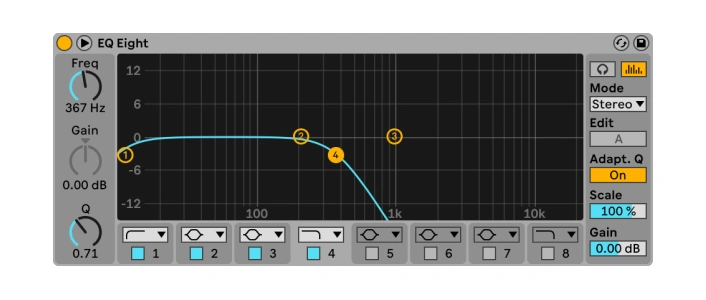 EQ Eight
Freq
367 Hz
Gain
0.00 dB
Q
0.71
12
6
0
-6
-12
100
1k
10k
1
2
3
4
1
2
3
4
5
6
7
8
Mode
Stereo
Edit
A
Adapt. Q
On
Scale
100 %
Gain
0.00 dB